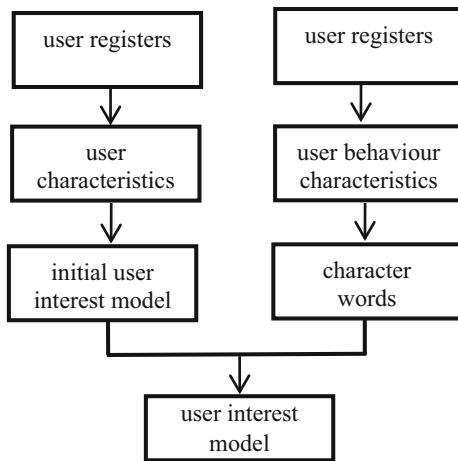 user registers
user
characteristics
initial user
interest model
user registers
user behaviour
characteristics
character
words
user interest
model